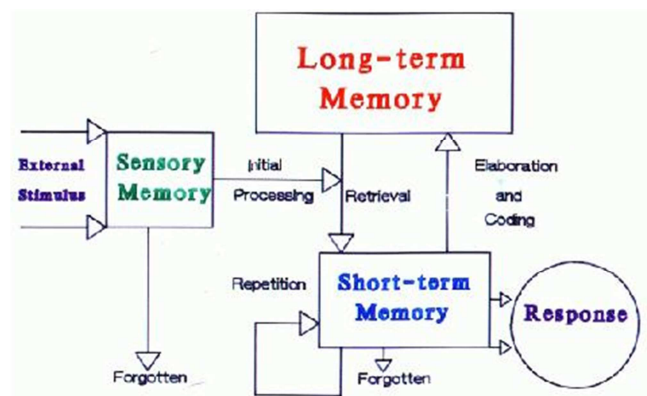 Long-term
Memory
External
Stimulus
Sensory
Memory
Initial
Processing
Retrieval
Elaboration
and
Coding
Repetition
Short-term
Memory
Response
Forgotten
Forgotten